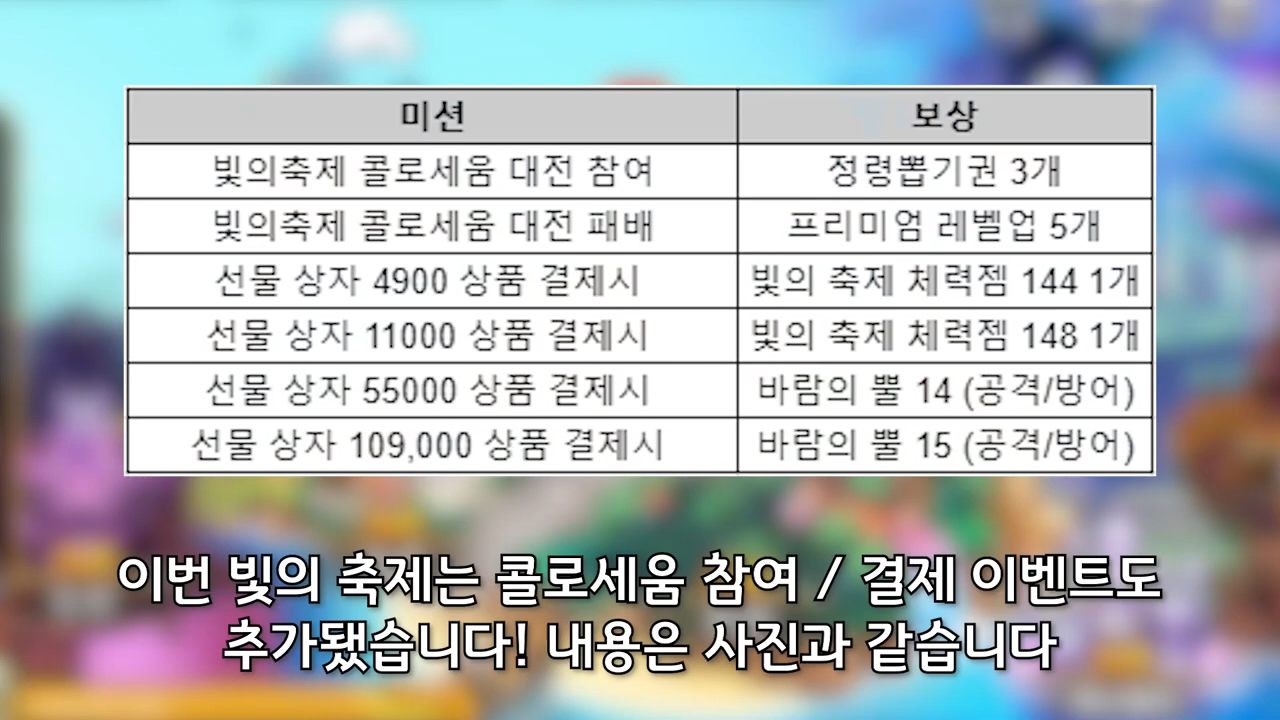 미션 보상
빛의축제 콜로세움 대전 참여 정령뽑기권 3개
빛의축제 콜로세움 대전 패배 프리미엄 레벨업 5개
선물 상자 4900 상품 결제시 빛의 축제 체력젬 144 1개
선물 상자 11000 상품 결제시 빛의 축제 체력젬 148 1개
선물 상자 55000 상품 결제시 바람의 뿔 14 (공격/방어)
선물 상자 109,000 상품 결제시 바람의 뿔 15 (공격/방어)
이번 빛의 축제는 콜로세움 참여 / 결제 이벤트도
추가됐습니다! 내용은 사진과 같습니다